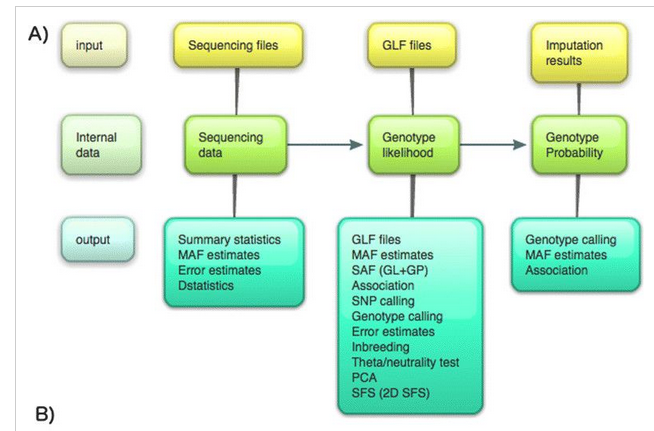 A)
input
Sequencing files
GLF files
Imputation
results
Internal
data
Sequencing
data
Genotype
likelihood
Genotype
Probability
output
Summary statistics
MAF estimates
Error estimates
Dstatistics
GLF files
MAF estimates
SAF (GL+GP)
Association
SNP calling
Genotype calling
Error estimates
Inbreeding
Theta/neutrality test
PCA
SFS (2D SFS)
Genotype calling
MAF estimates
Association
B)